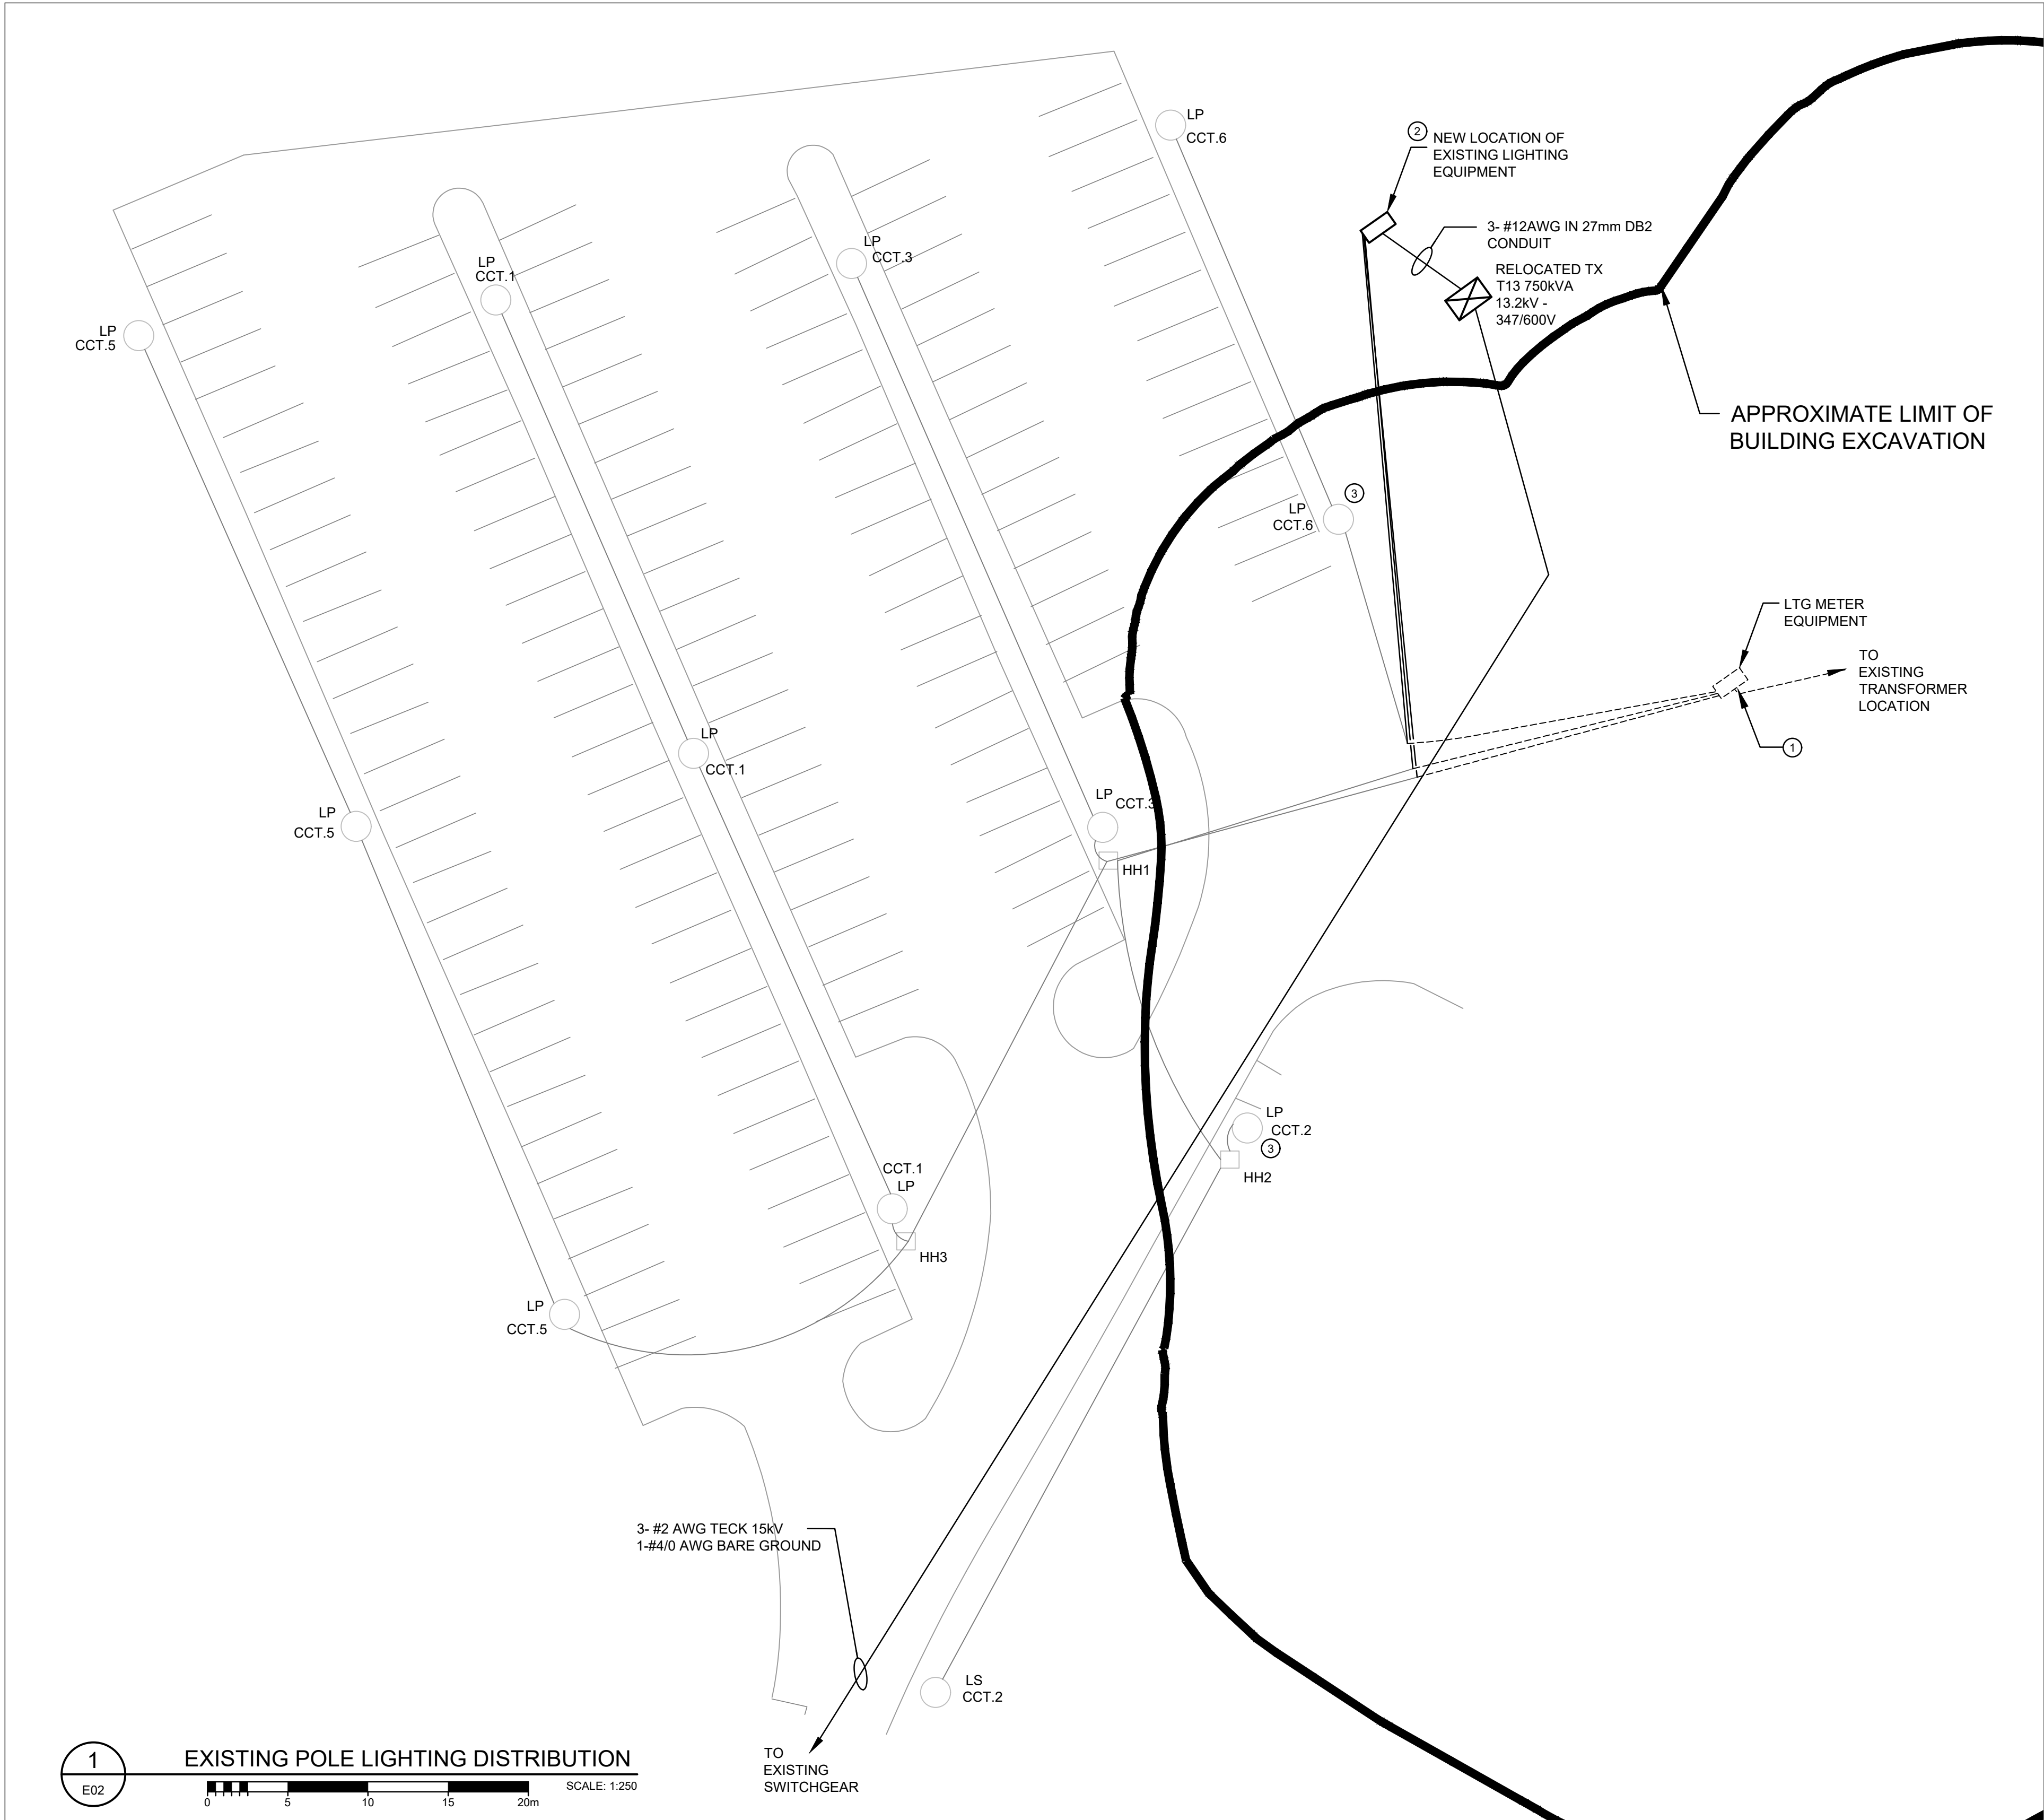 LP
CCT.6
2
NEW LOCATION OF
EXISTING LIGHTING
EQUIPMENT
3- #12AWG IN 27mm DB2
CONDUIT
RELOCATED TX
T13 750kVA
13.2kV -
347/600V
LP
CCT.3
LP
CCT.1
LP
CCT.5
APPROXIMATE LIMIT OF
BUILDING EXCAVATION
3
LP
CCT.6
LTG METER
EQUIPMENT
TO
EXISTING
TRANSFORMER
LOCATION
1
LP
CCT.1
LP
CCT.5
LP
CCT.3
HH1
LP
CCT.2
3
HH2
CCT.1
LP
HH3
LP
CCT.5
3- #2 AWG TECK 15kV
1-#4/0 AWG BARE GROUND
LS
CCT.2
TO
EXISTING
SWITCHGEAR
1
E02
EXISTING POLE LIGHTING DISTRIBUTION
SCALE: 1:250
0 5 10 15 20m